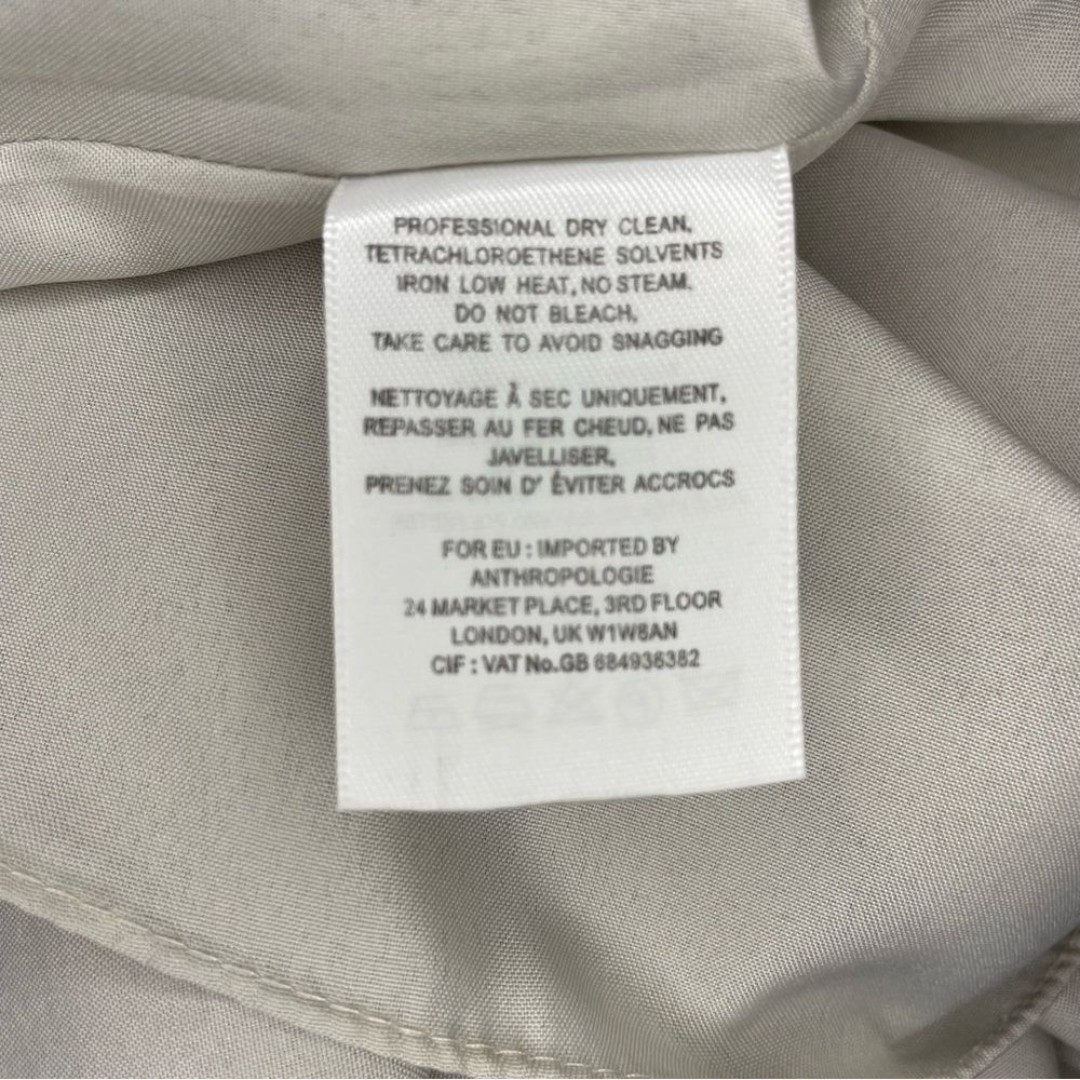 PROFESSIONAL DRY CLEAN,
TETRACHLOROETHENE SOLVENTS
IRON LOW HEAT, NO STEAM.
DO NOT BLEACH,
TAKE CARE TO AVOID SNAGGING
NETTOYAGE À SEC UNIQUEMENT,
REPASSER AU FER CHEUD, NE PAS
JAVELLISER,
PRENEZ SOIN D' ÉVITER ACCROCS
FOR EU : IMPORTED BY
ANTHROPOLOGIE
24 MARKET PLACE, 3RD FLOOR
LONDON, UK W1W8AN
CIF : VAT No.GB 684936382